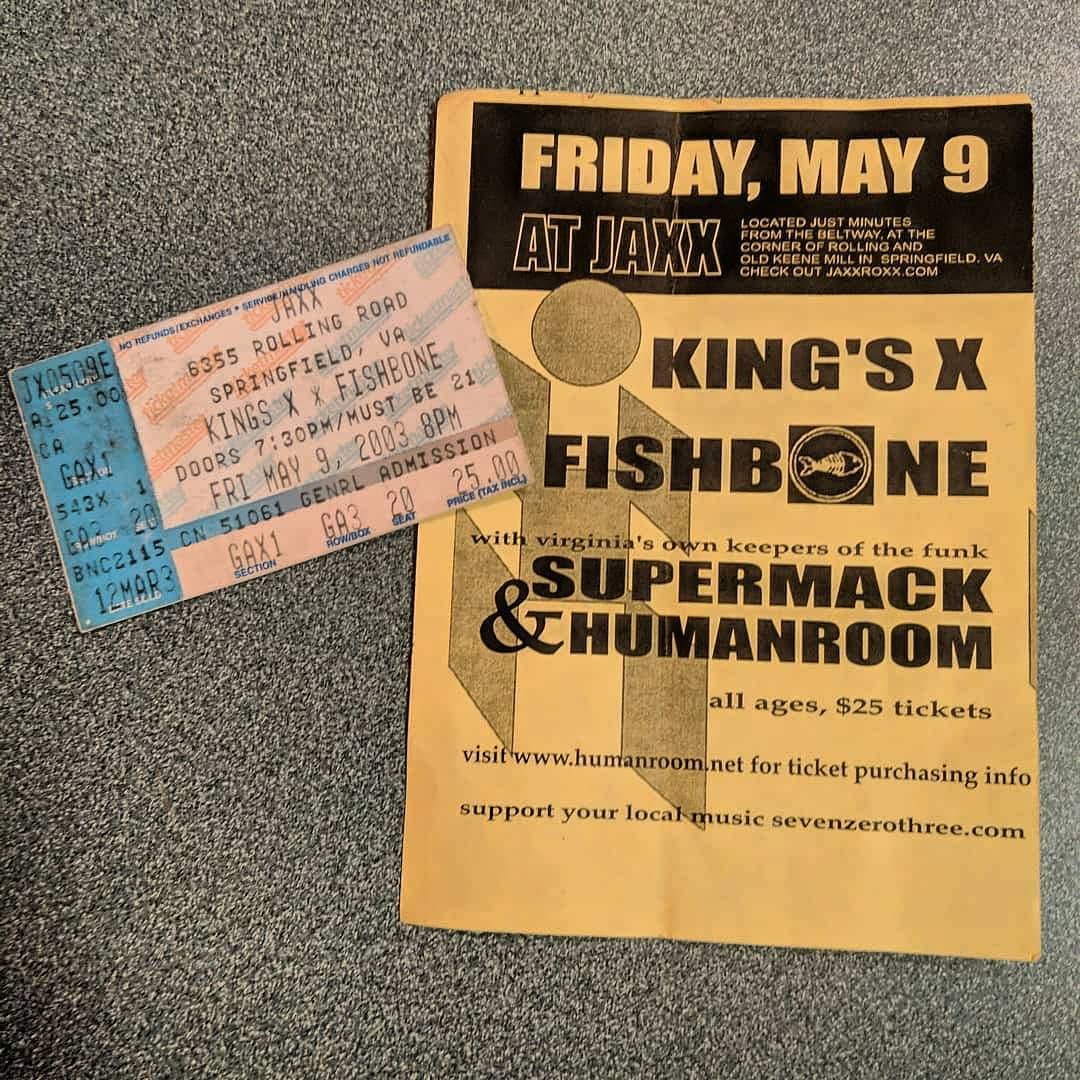 JX0509E
A 25.00
CA
GAX1
543X 1
GA3 20
BNC2115
12MAR3
NO REFUNDS/EXCHANGES • SERVICE/HANDLING CHARGES NOT REFUNDABLE
JAXX
6355 ROLLING ROAD
SPRINGFIELD, VA
KINGS X x FISHBONE
DOORS 7:30PM/MUST BE 21
FRI MAY 9, 2003 8PM
CN 51061 GENRL ADMISSION
GAX1 GA3 20 25.00
SECTION ROW/BOX SEAT PRICE (TAX INCL)
FRIDAY, MAY 9
AT JAXX
LOCATED JUST MINUTES
FROM THE BELTWAY, AT THE
CORNER OF ROLLING AND
OLD KEENE MILL IN SPRINGFIELD. VA
CHECK OUT JAXXROXX.COM
KING'S X
FISHBONE
with virginia's own keepers of the funk
SUPERMACK
& HUMANROOM
all ages, $25 tickets
visit www.humanroom.net for ticket purchasing info
support your local music sevenzerothree.com